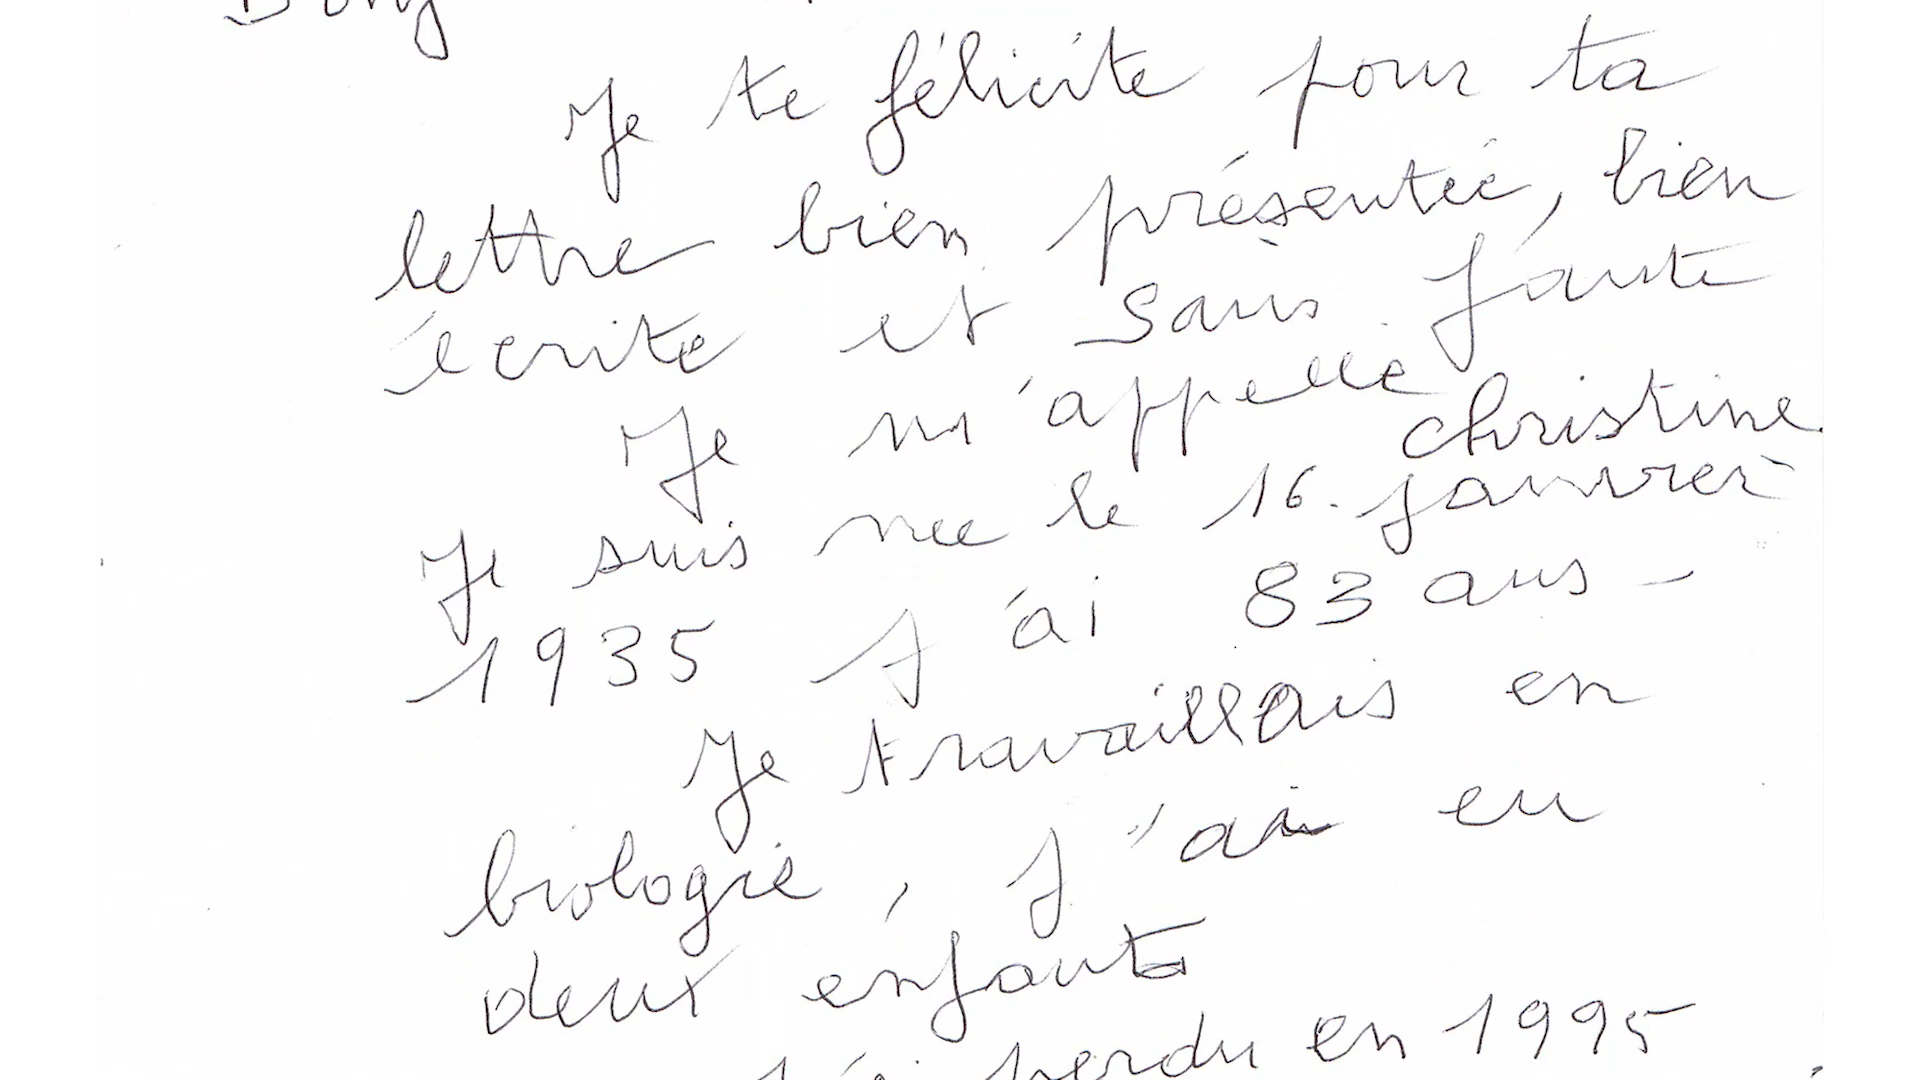 Je te félicite pour ta
lettre bien présentée, bien
écrite et sans faute
Je m'appelle
christine
Je suis née le 16. janvier
1935 J'ai 83 ans -
Je travaillais en
biologie, J'ai eu
deux enfants
perdu en 1995